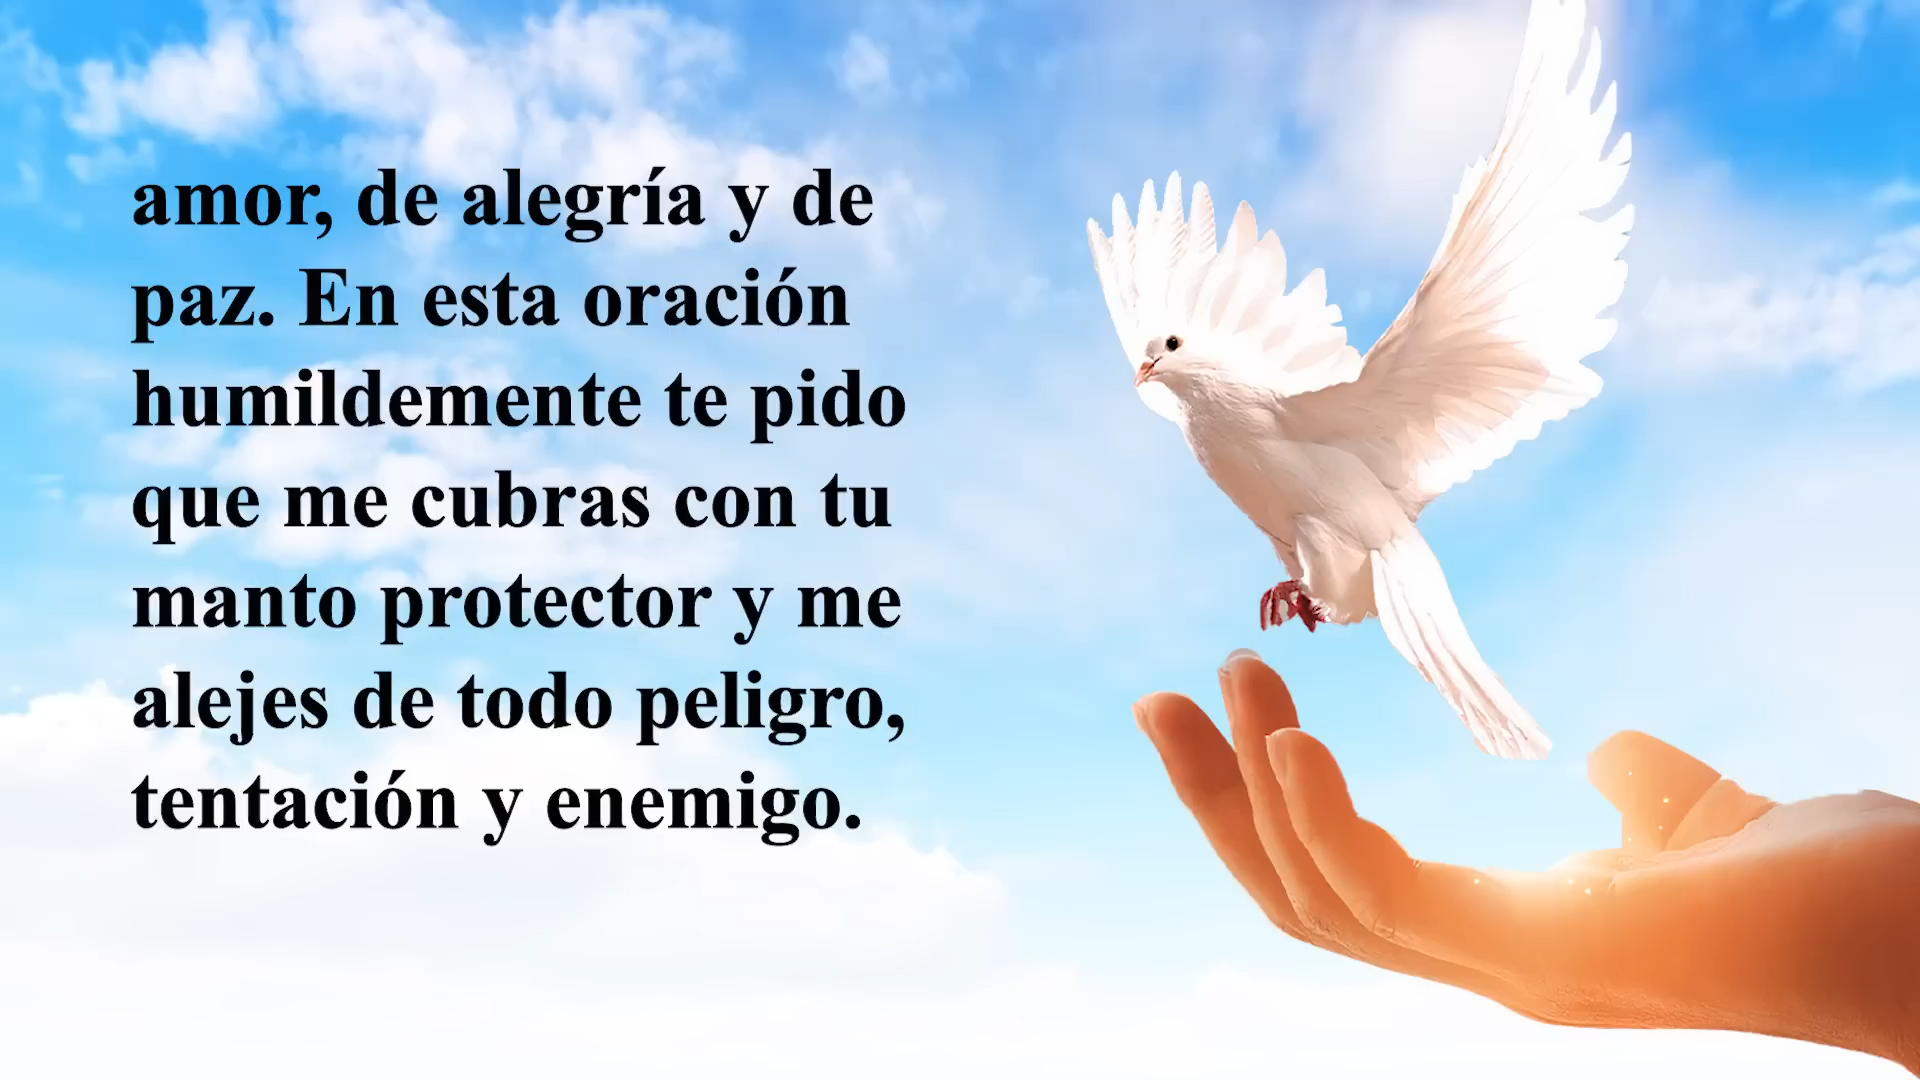 amor, de alegría y de
paz. En esta oración
humildemente te pido
que me cubras con tu
manto protector y me
alejes de todo peligro,
tentación y enemigo.